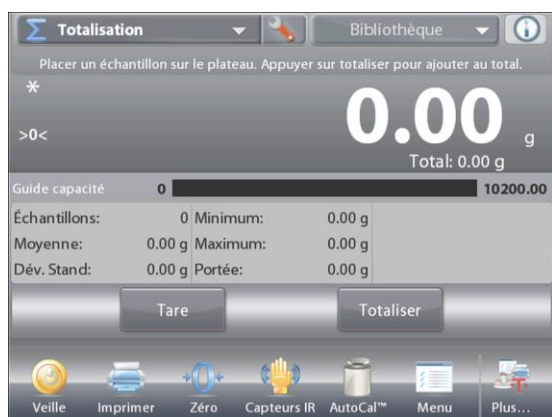 Σ Totalisation Bibliothèque i
Placer un échantillon sur le plateau. Appuyer sur totaliser pour ajouter au total.
*
>0< 0.00 g
Total: 0.00 g
Guide capacité 0 10200.00
Échantillons: 0 Minimum: 0.00 g
Moyenne: 0.00 g Maximum: 0.00 g
Dév. Stand: 0.00 g Portée: 0.00 g
Tare Totaliser
Veille Imprimer Zéro Capteurs IR AutoCal™ Menu Plus...